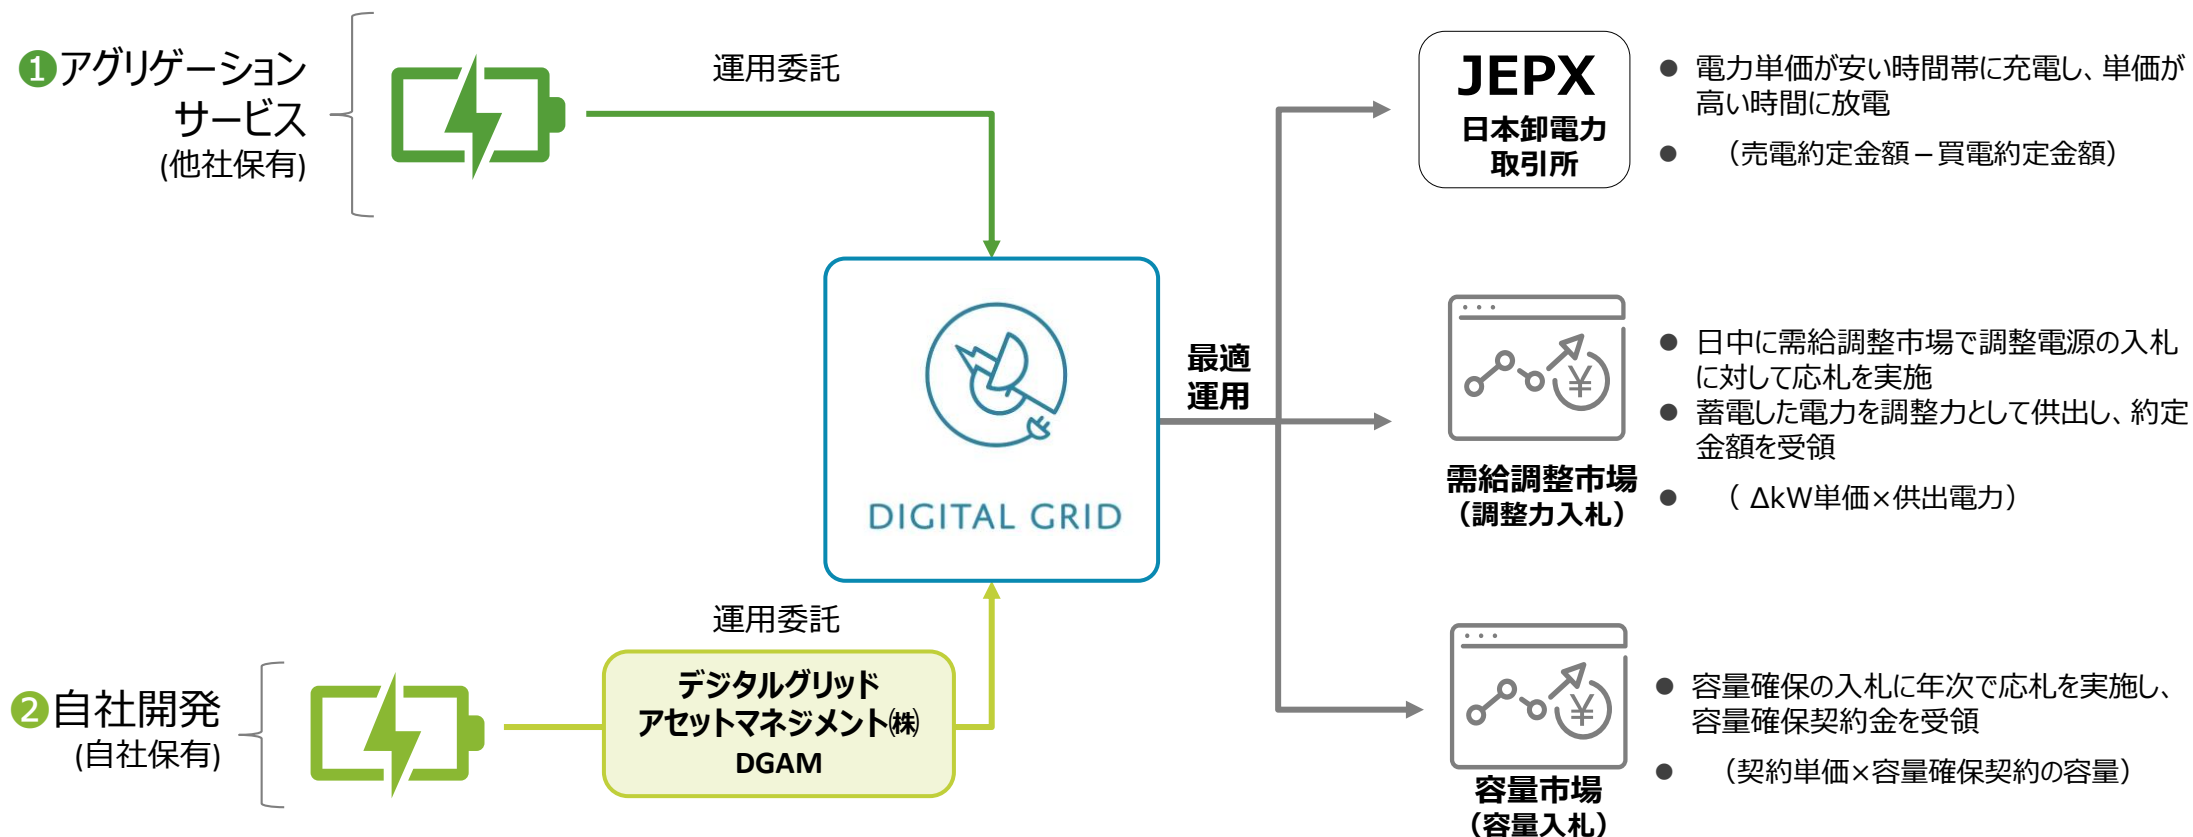 ❶アグリゲーション
サービス
(他社保有)
運用委託
JEPX
日本卸電力
取引所
● 電力単価が安い時間帯に充電し、単価が
高い時間に放電
● （売電約定金額－買電約定金額）
DIGITAL GRID
最適
運用
需給調整市場
（調整力入札）
● 日中に需給調整市場で調整電源の入札
に対して応札を実施
● 蓄電した電力を調整力として供出し、約定
金額を受領
● （ ΔkW単価×供出電力）
❷自社開発
(自社保有)
運用委託
デジタルグリッド
アセットマネジメント㈱
DGAM
容量市場
（容量入札）
● 容量確保の入札に年次で応札を実施し、
容量確保契約金を受領
● （契約単価×容量確保契約の容量）